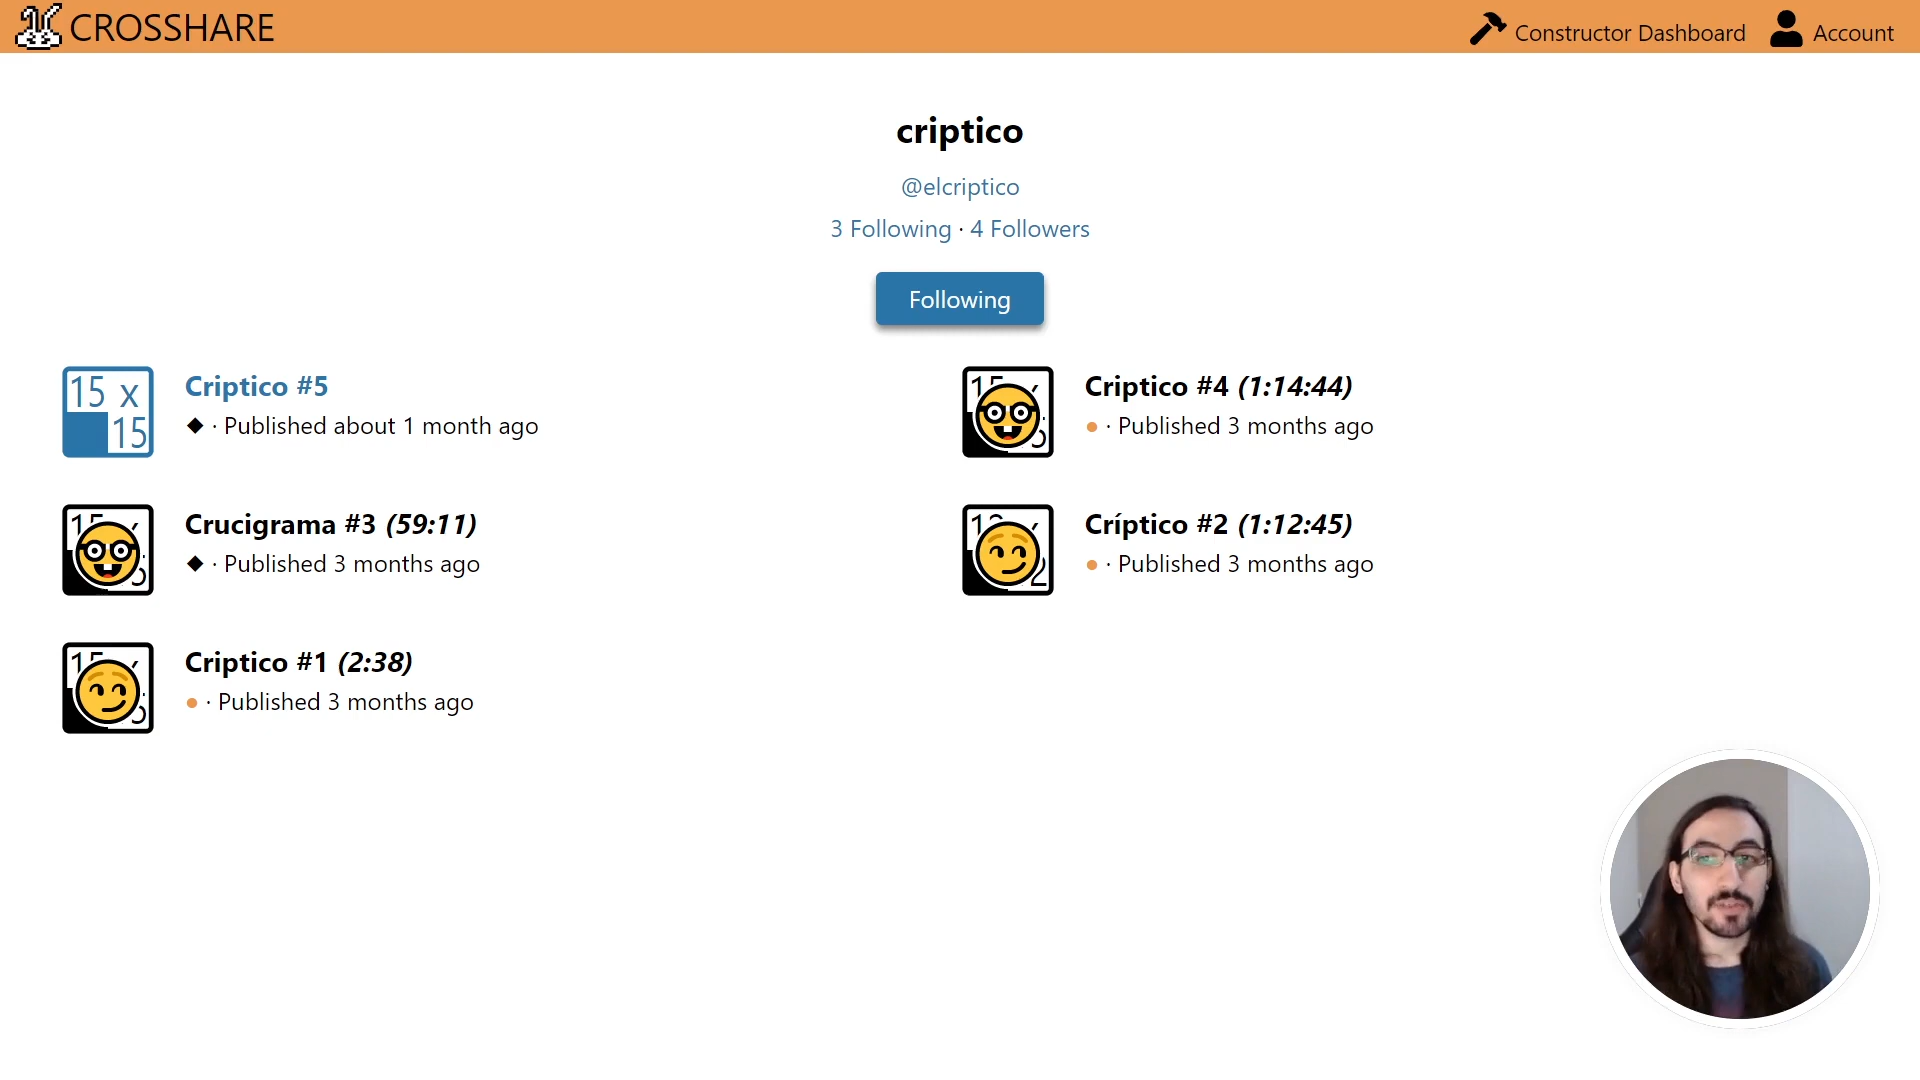 CROSSHARE
Constructor Dashboard
Account
criptico
@elcriptico
3 Following · 4 Followers
Following
15 x
15
Criptico #5
◆ · Published about 1 month ago
Criptico #4 (1:14:44)
· Published 3 months ago
Crucigrama #3 (59:11)
◆ · Published 3 months ago
Críptico #2 (1:12:45)
· Published 3 months ago
Criptico #1 (2:38)
· Published 3 months ago